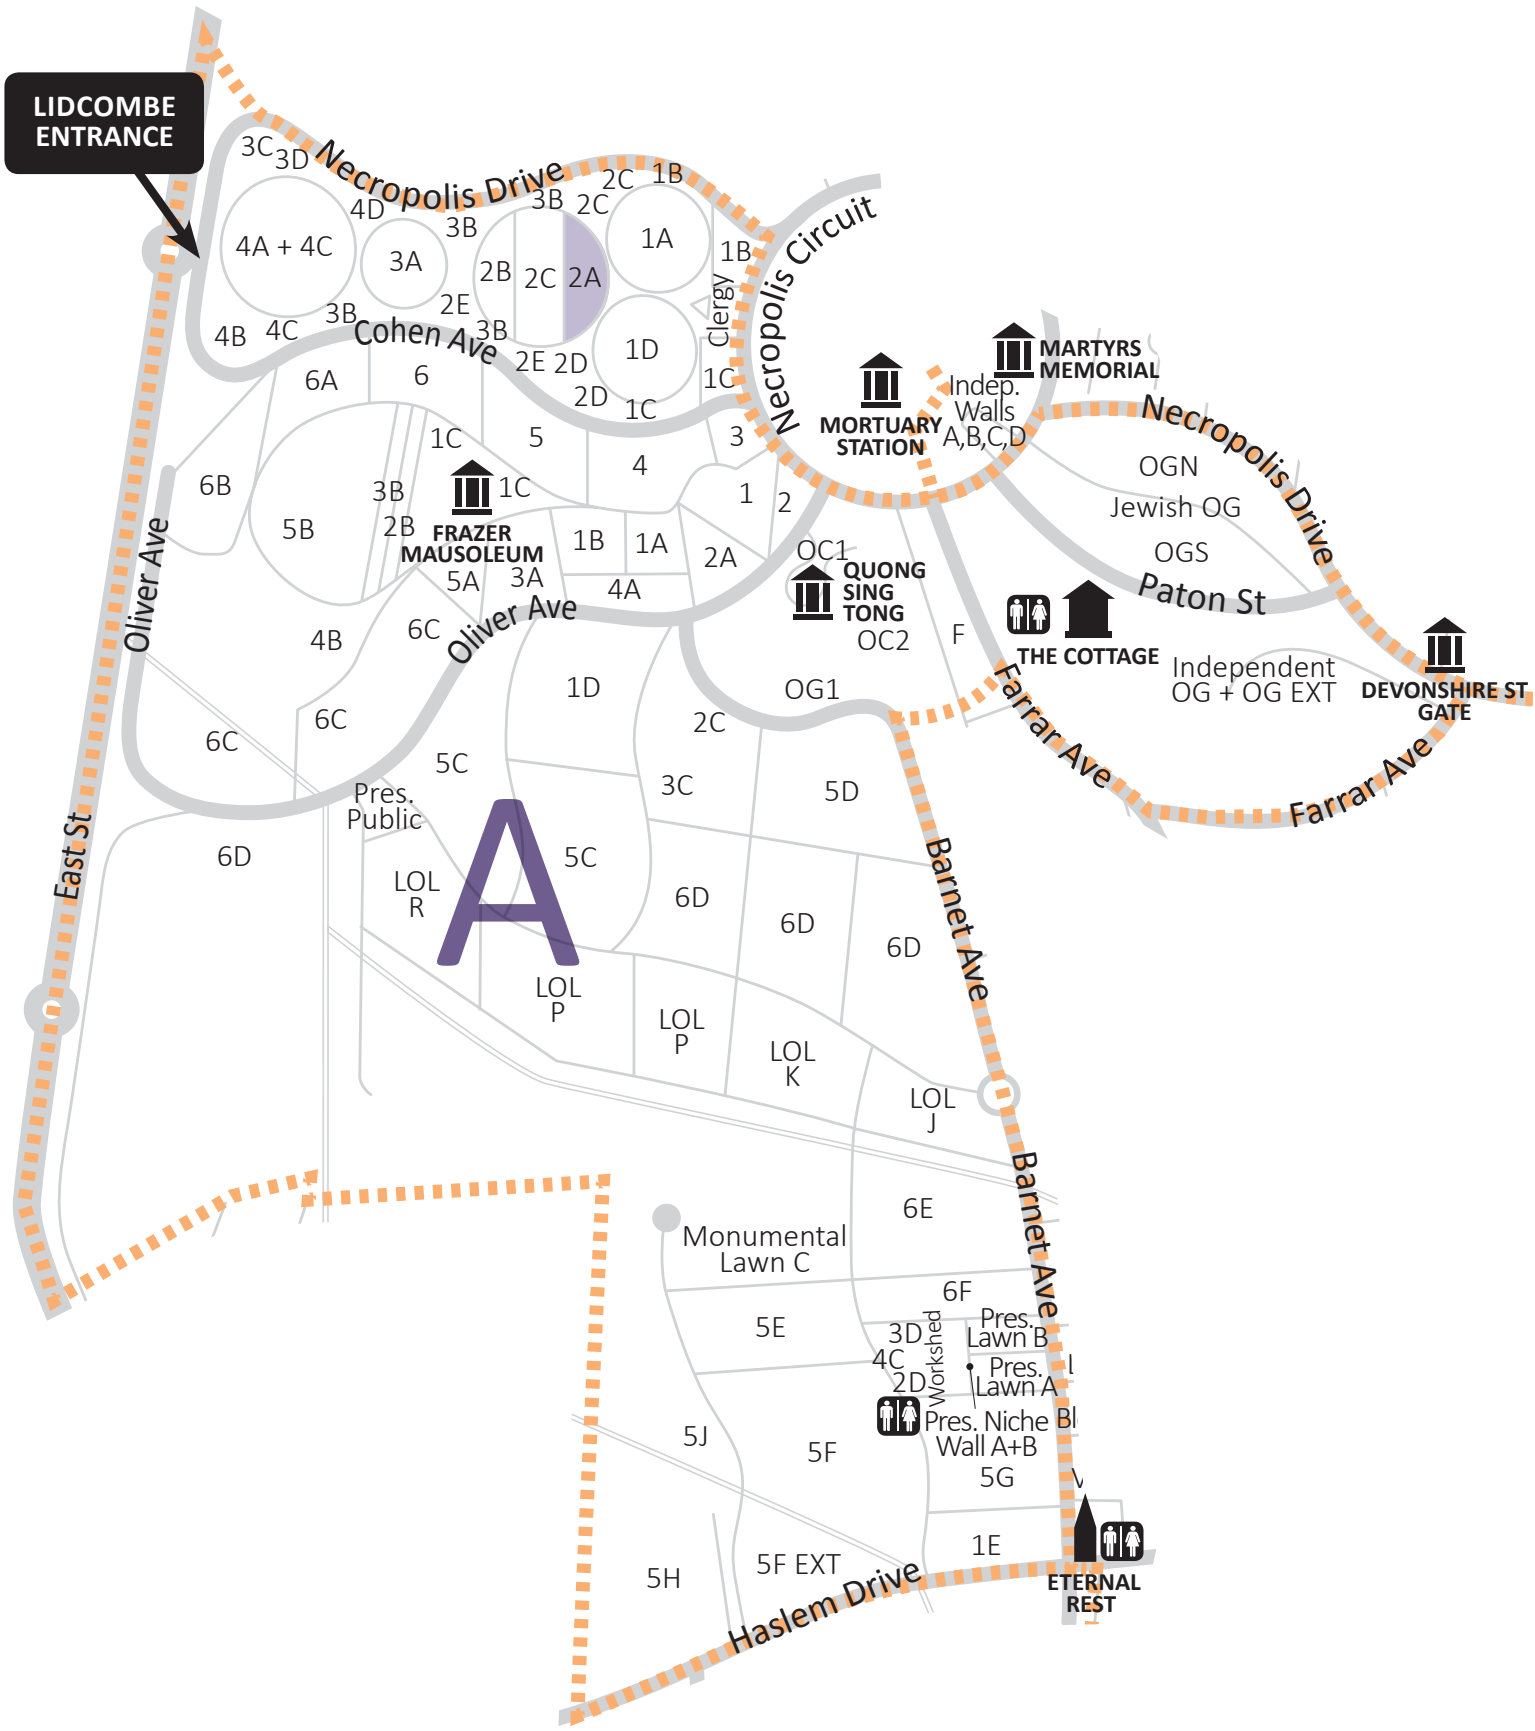 LIDCOMBE
ENTRANCE
3C
3D
Necropolis Drive
4D
3B
3B
2C
2C
1B
4A + 4C
3A
2B
2C
2A
1A
1B
Clergy
Necropolis Circuit
2E
3B
3B
4B
4C
Cohen Ave
2E
2D
1D
2D
1C
1C
6A
6
5
4
3
1
2
MORTUARY
STATION
MARTYRS
MEMORIAL
Indep.
Walls
A,B,C,D
Necropolis Drive
OGN
Jewish OG
OGS
Paton St
6B
5B
3B
2B
1C
1C
FRAZER
MAUSOLEUM
1B
1A
2A
5A
3A
4A
OC1
QUONG
SING
TONG
OC2
F
THE COTTAGE
Independent
OG + OG EXT
DEVONSHIRE ST
GATE
Farrar Ave
Farrar Ave
Oliver Ave
4B
6C
Oliver Ave
1D
OG1
2C
6C
6C
5C
3C
5D
Pres.
Public
East St
6D
LOL
R
A
5C
6D
6D
6D
Barnet Ave
LOL
P
LOL
P
LOL
K
LOL
J
Barnet Ave
6E
Monumental
Lawn C
6F
5E
3D
4C
2D
Workshed
Pres.
Lawn B
Pres.
Lawn A
Pres. Niche
Wall A+B
5J
5F
5G
1E
5H
5F EXT
Haslem Drive
ETERNAL
REST